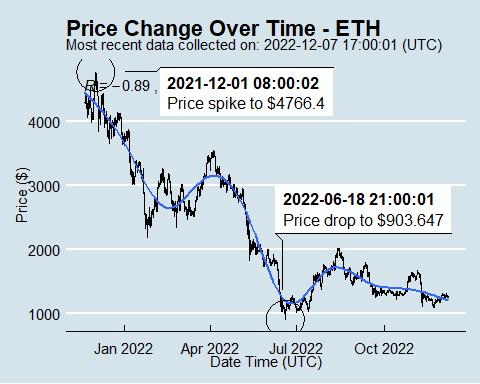 Price Change Over Time - ETH
Most recent data collected on: 2022-12-07 17:00:01 (UTC)
R = −0.89 ,
2021-12-01 08:00:02
Price spike to $4766.4
2022-06-18 21:00:01
Price drop to $903.647
Price ($)
4000
3000
2000
1000
Jan 2022 Apr 2022 Jul 2022 Oct 2022
Date Time (UTC)